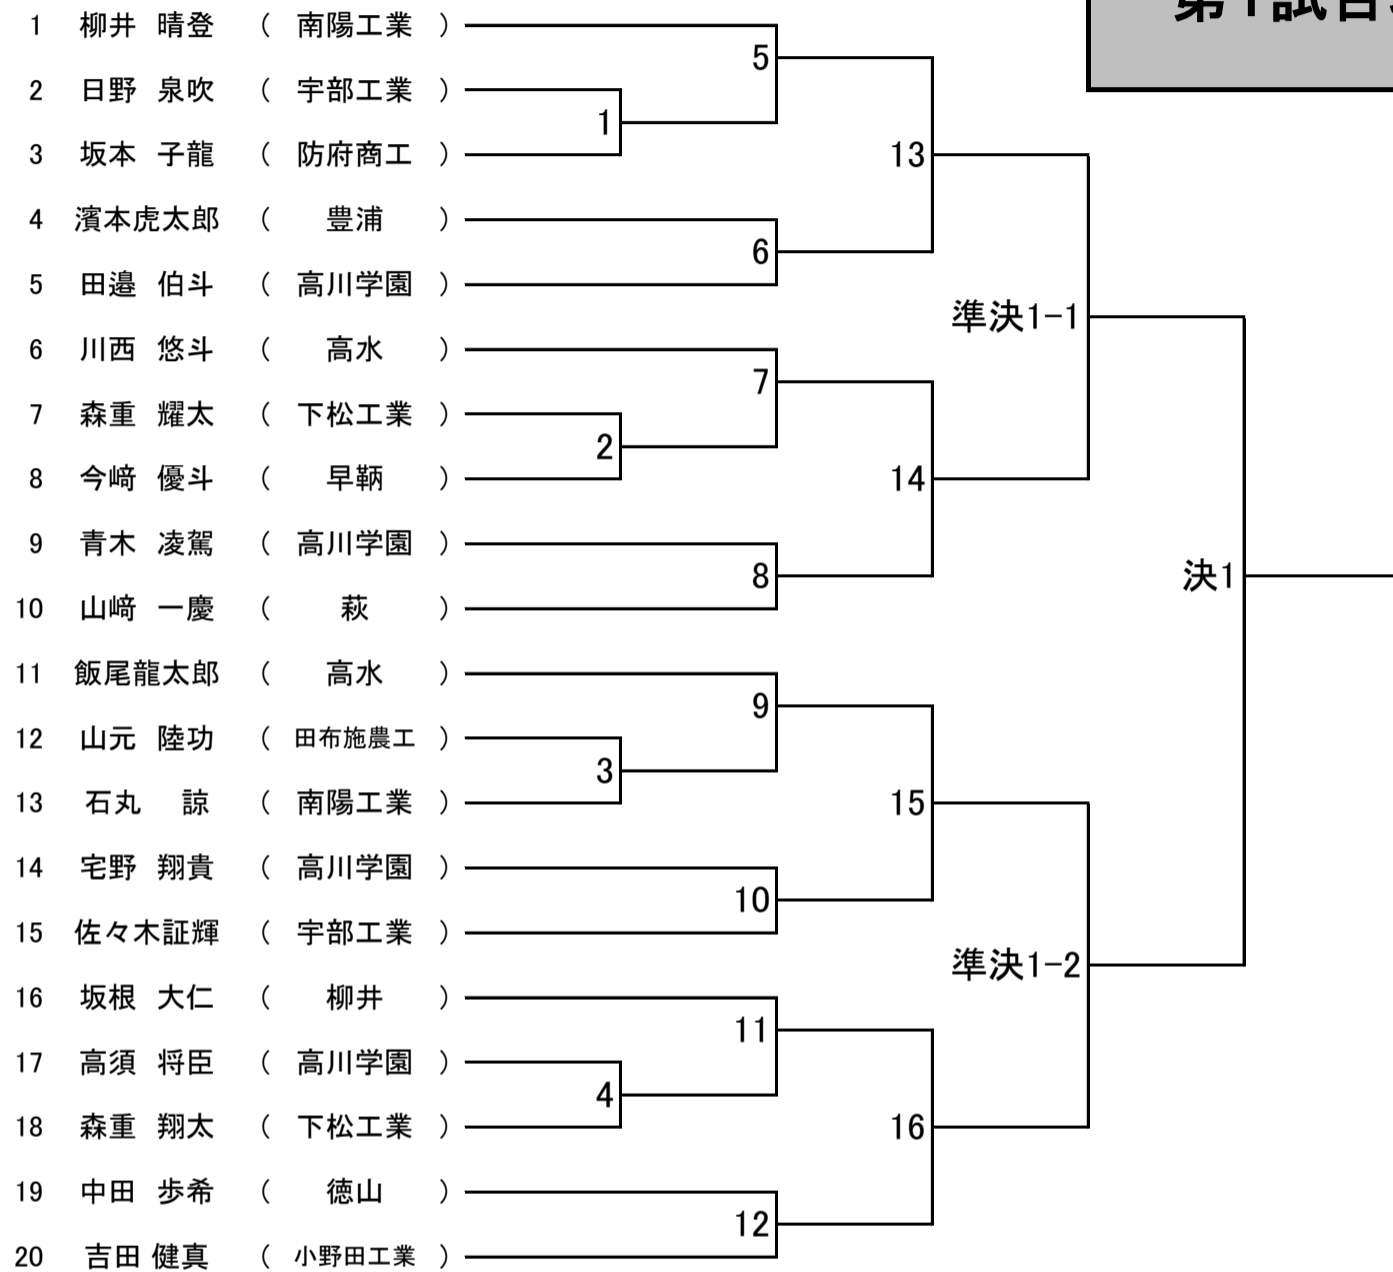 第1試合
1 柳井 晴登 ( 南陽工業 )
5
2 日野 泉吹 ( 宇部工業 )
1
3 坂本 子龍 ( 防府商工 )
13
4 濱本虎太郎 ( 豊浦 )
6
5 田邉 伯斗 ( 高川学園 )
準決1-1
6 川西 悠斗 ( 高水 )
7
7 森重 耀太 ( 下松工業 )
2
8 今﨑 優斗 ( 早鞆 )
14
9 青木 凌駕 ( 高川学園 )
8
決1
10 山﨑 一慶 ( 萩 )
11 飯尾龍太郎 ( 高水 )
9
12 山元 陸功 ( 田布施農工 )
3
13 石丸 諒 ( 南陽工業 )
15
14 宅野 翔貴 ( 高川学園 )
10
15 佐々木証輝 ( 宇部工業 )
準決1-2
16 坂根 大仁 ( 柳井 )
11
17 高須 将臣 ( 高川学園 )
4
18 森重 翔太 ( 下松工業 )
16
19 中田 歩希 ( 徳山 )
12
20 吉田 健真 ( 小野田工業 )